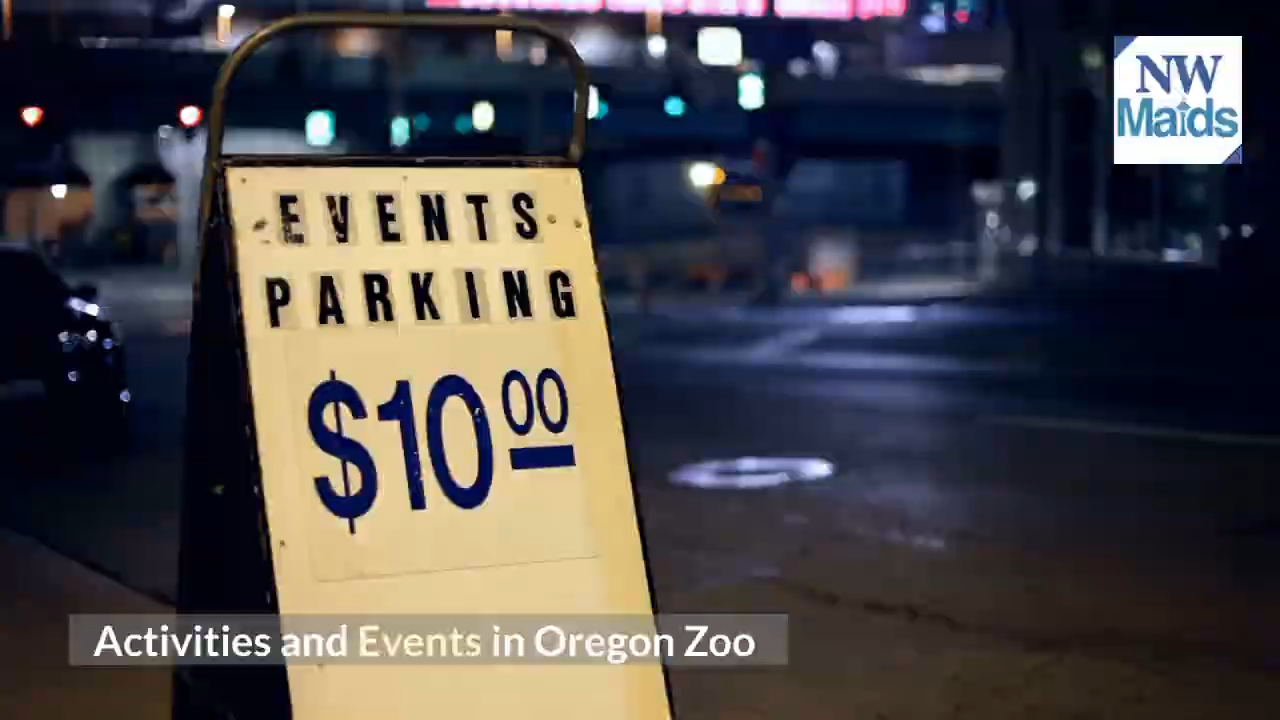 NW
Maids
EVENTS
PARKING
$10.00
Activities and Events in Oregon Zoo